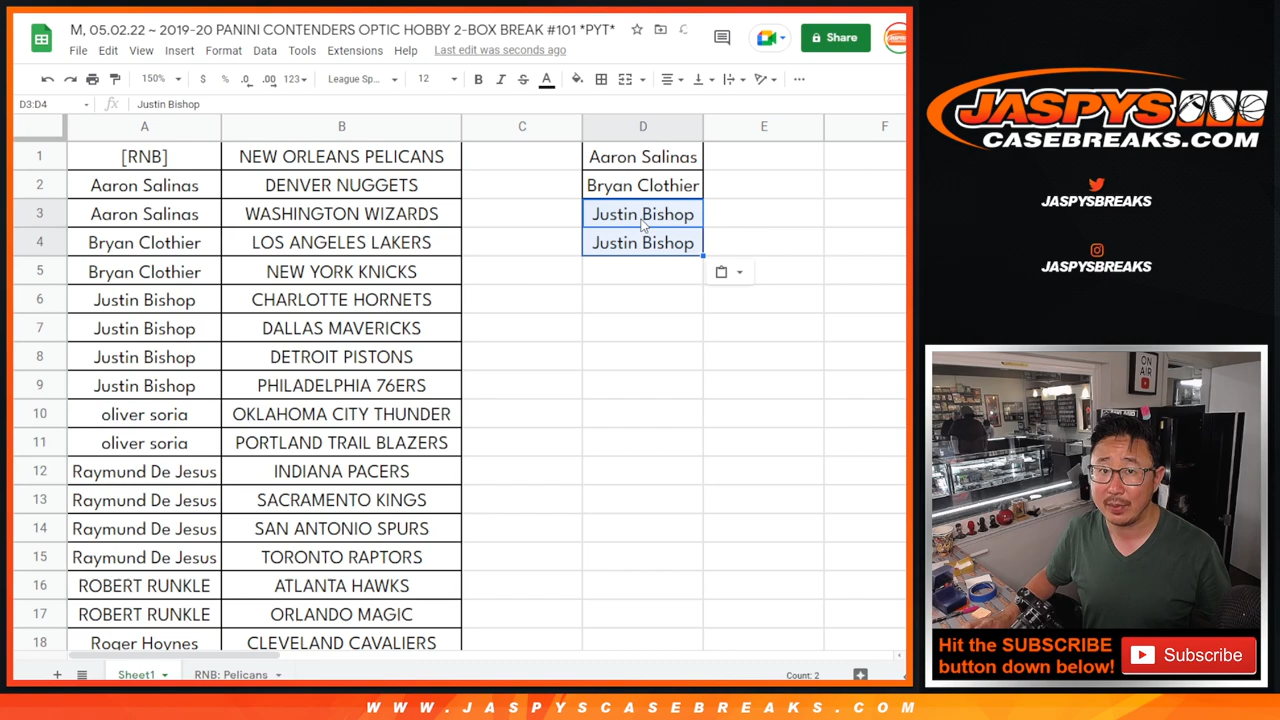 M, 05.02.22 ~ 2019-20 PANINI CONTENDERS OPTIC HOBBY 2-BOX BREAK #101 *PYT*
File Edit View Insert Format Data Tools Extensions Help Last edit was seconds ago
Share
150% $ % .0 .00 123 League Sp... 12 B I S A
D3:D4 fx Justin Bishop
A B C D E F
1 [RNB] NEW ORLEANS PELICANS Aaron Salinas
2 Aaron Salinas DENVER NUGGETS Bryan Clothier
3 Aaron Salinas WASHINGTON WIZARDS Justin Bishop
4 Bryan Clothier LOS ANGELES LAKERS Justin Bishop
5 Bryan Clothier NEW YORK KNICKS
6 Justin Bishop CHARLOTTE HORNETS
7 Justin Bishop DALLAS MAVERICKS
8 Justin Bishop DETROIT PISTONS
9 Justin Bishop PHILADELPHIA 76ERS
10 oliver soria OKLAHOMA CITY THUNDER
11 oliver soria PORTLAND TRAIL BLAZERS
12 Raymund De Jesus INDIANA PACERS
13 Raymund De Jesus SACRAMENTO KINGS
14 Raymund De Jesus SAN ANTONIO SPURS
15 Raymund De Jesus TORONTO RAPTORS
16 ROBERT RUNKLE ATLANTA HAWKS
17 ROBERT RUNKLE ORLANDO MAGIC
18 Roger Hoynes CLEVELAND CAVALIERS
Sheet1 RNB: Pelicans Count: 2
JASPYS
CASEBREAKS.COM
JASPYSBREAKS
JASPYSBREAKS
ON AIR
Hit the SUBSCRIBE
button down below!
Subscribe
WWW.JASPYSCASEBREAKS.COM